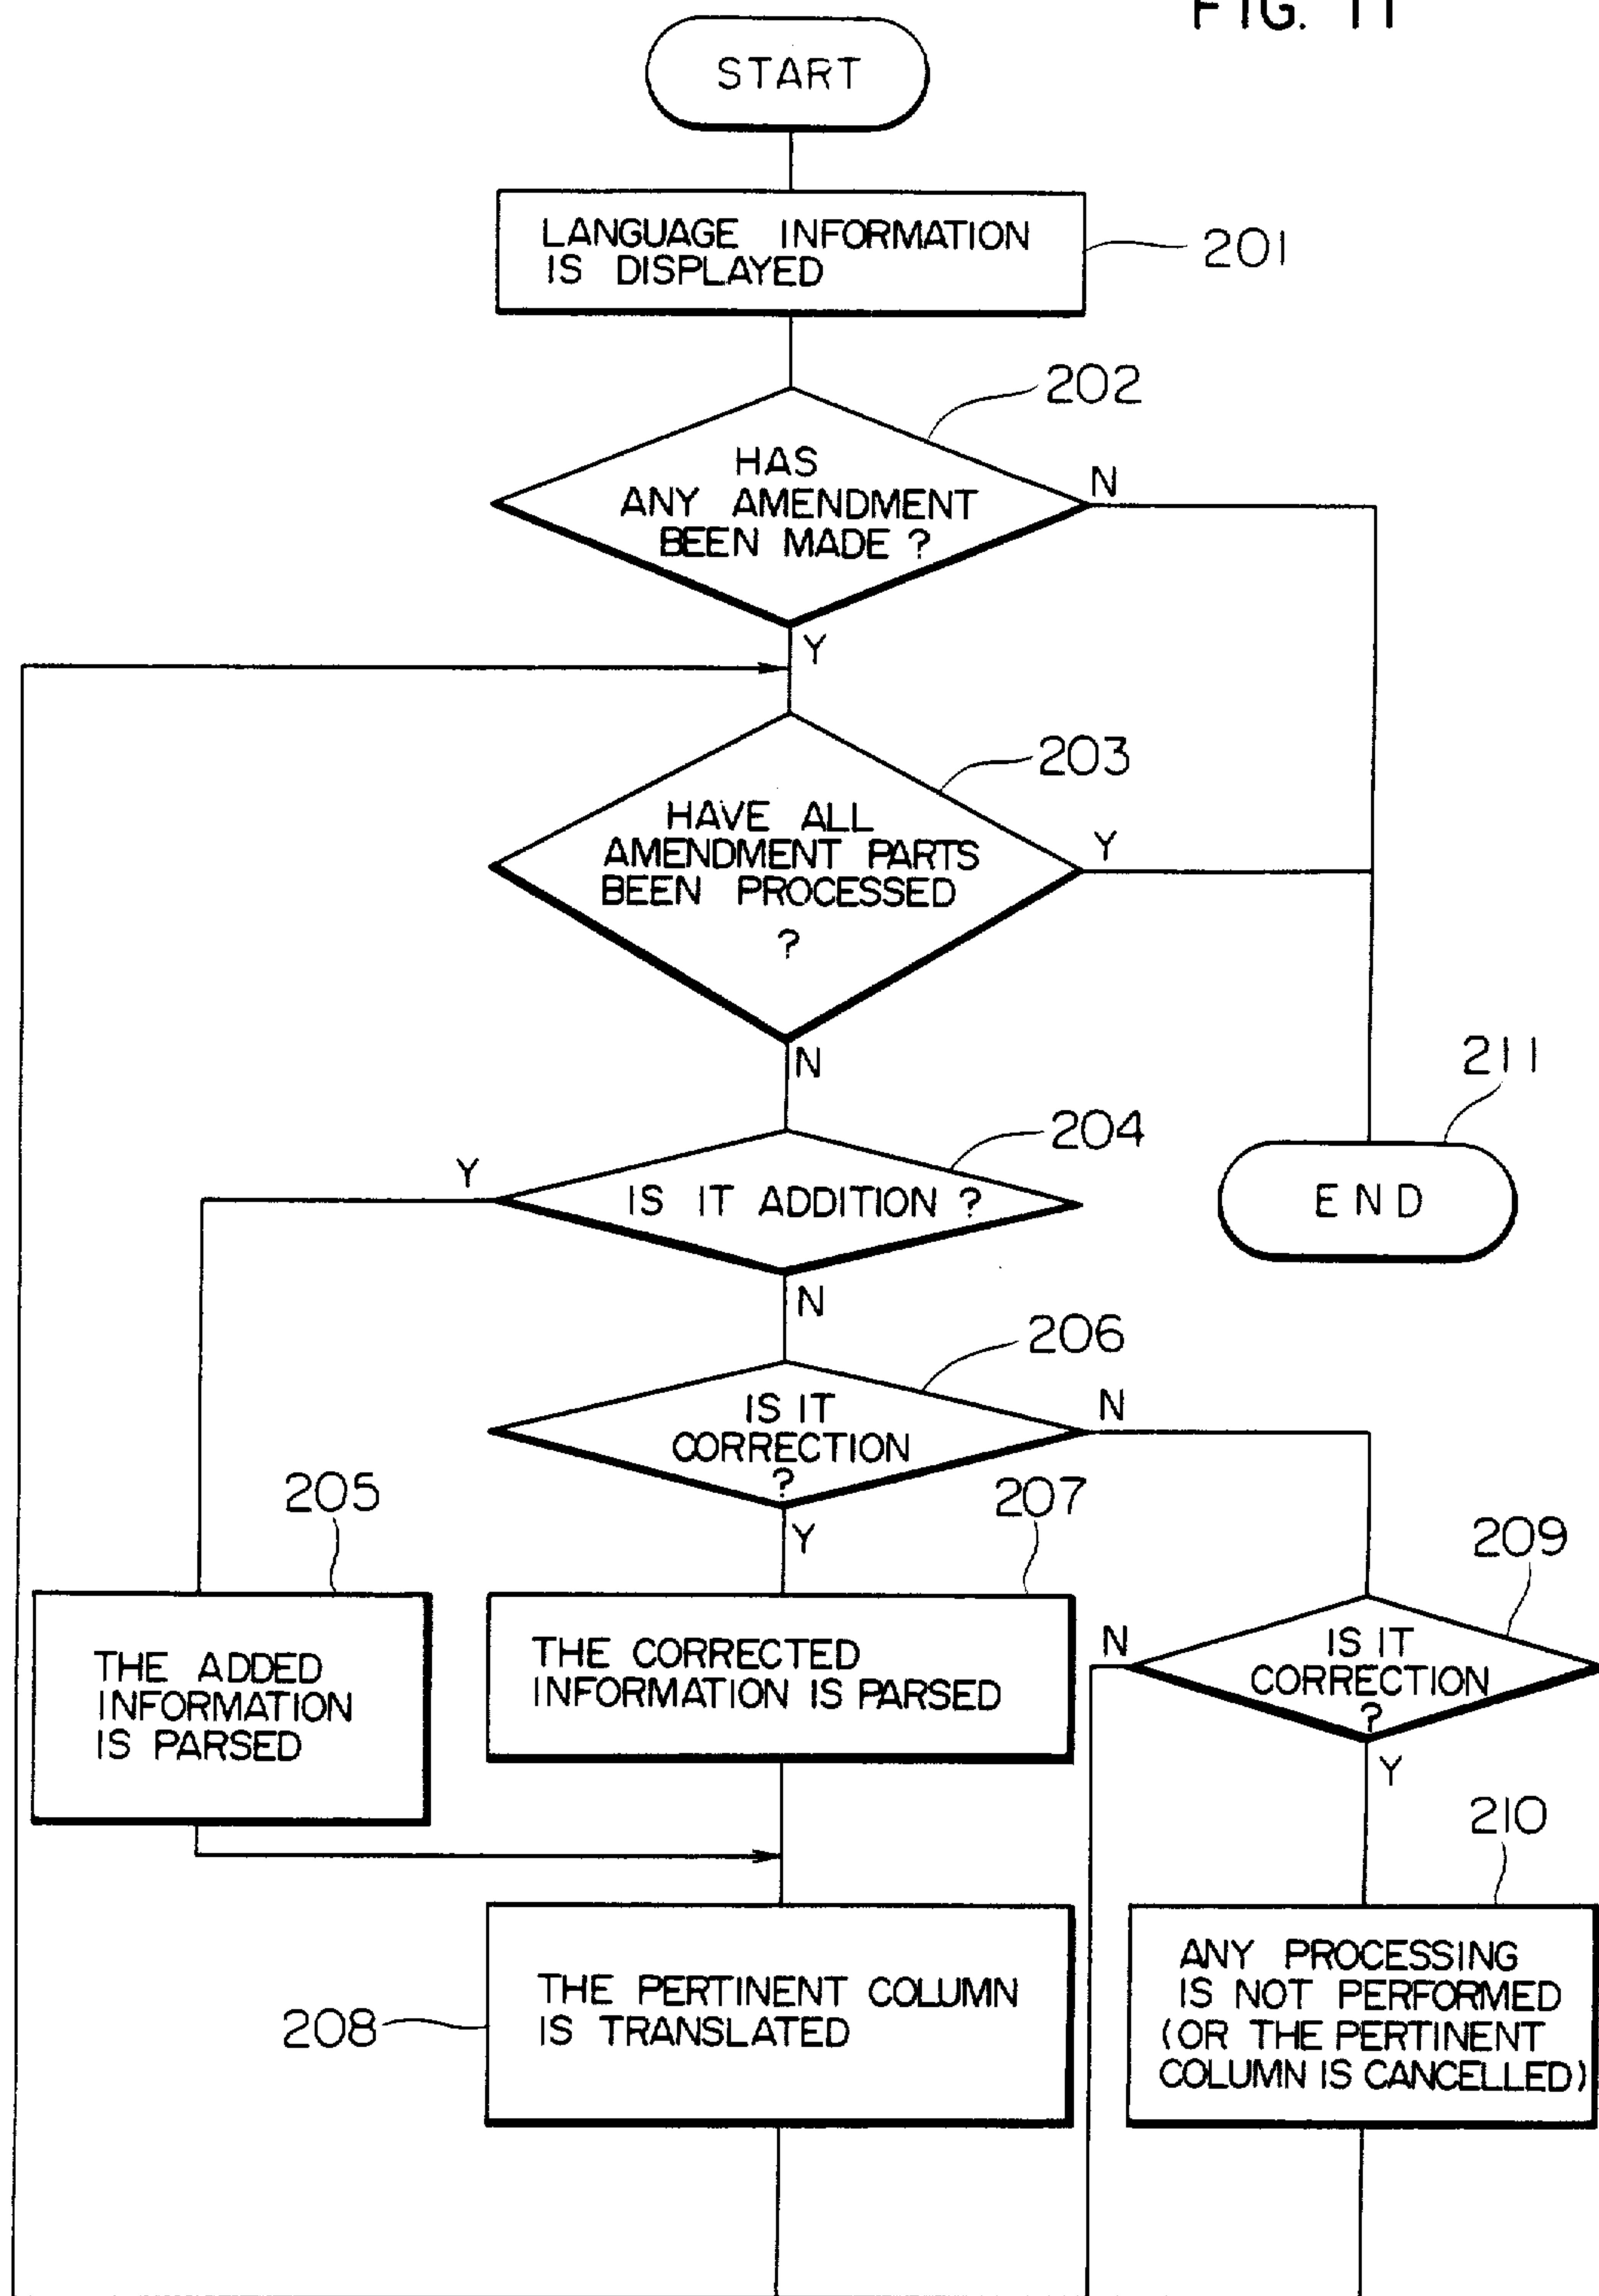 FIG. 11
START
LANGUAGE INFORMATION
IS DISPLAYED
201
202
HAS
ANY AMENDMENT
BEEN MADE ?
N
Y
203
HAVE ALL
AMENDMENT PARTS
BEEN PROCESSED
?
Y
N
211
END
204
Y
IS IT ADDITION ?
N
206
IS IT
CORRECTION
?
N
Y
205
THE ADDED
INFORMATION
IS PARSED
207
THE CORRECTED
INFORMATION IS PARSED
209
N
IS IT
CORRECTION
?
Y
208
THE PERTINENT COLUMN
IS TRANSLATED
210
ANY PROCESSING
IS NOT PERFORMED
(OR THE PERTINENT
COLUMN IS CANCELLED)